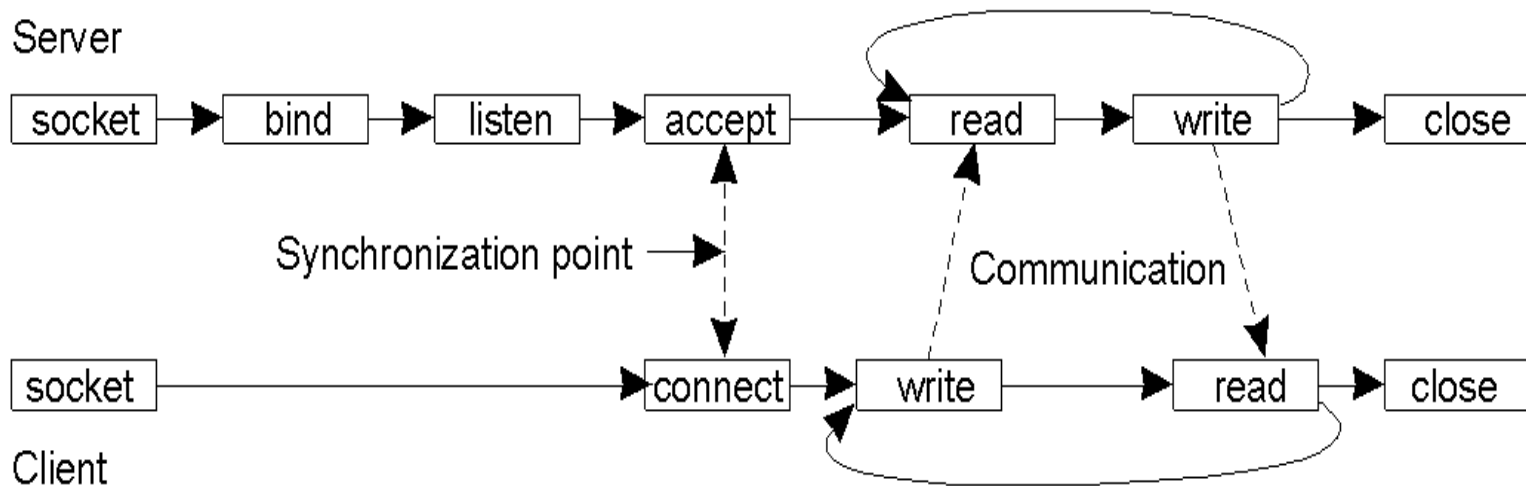 Server
socket bind listen accept read write close
Synchronization point
Communication
socket connect write read close
Client